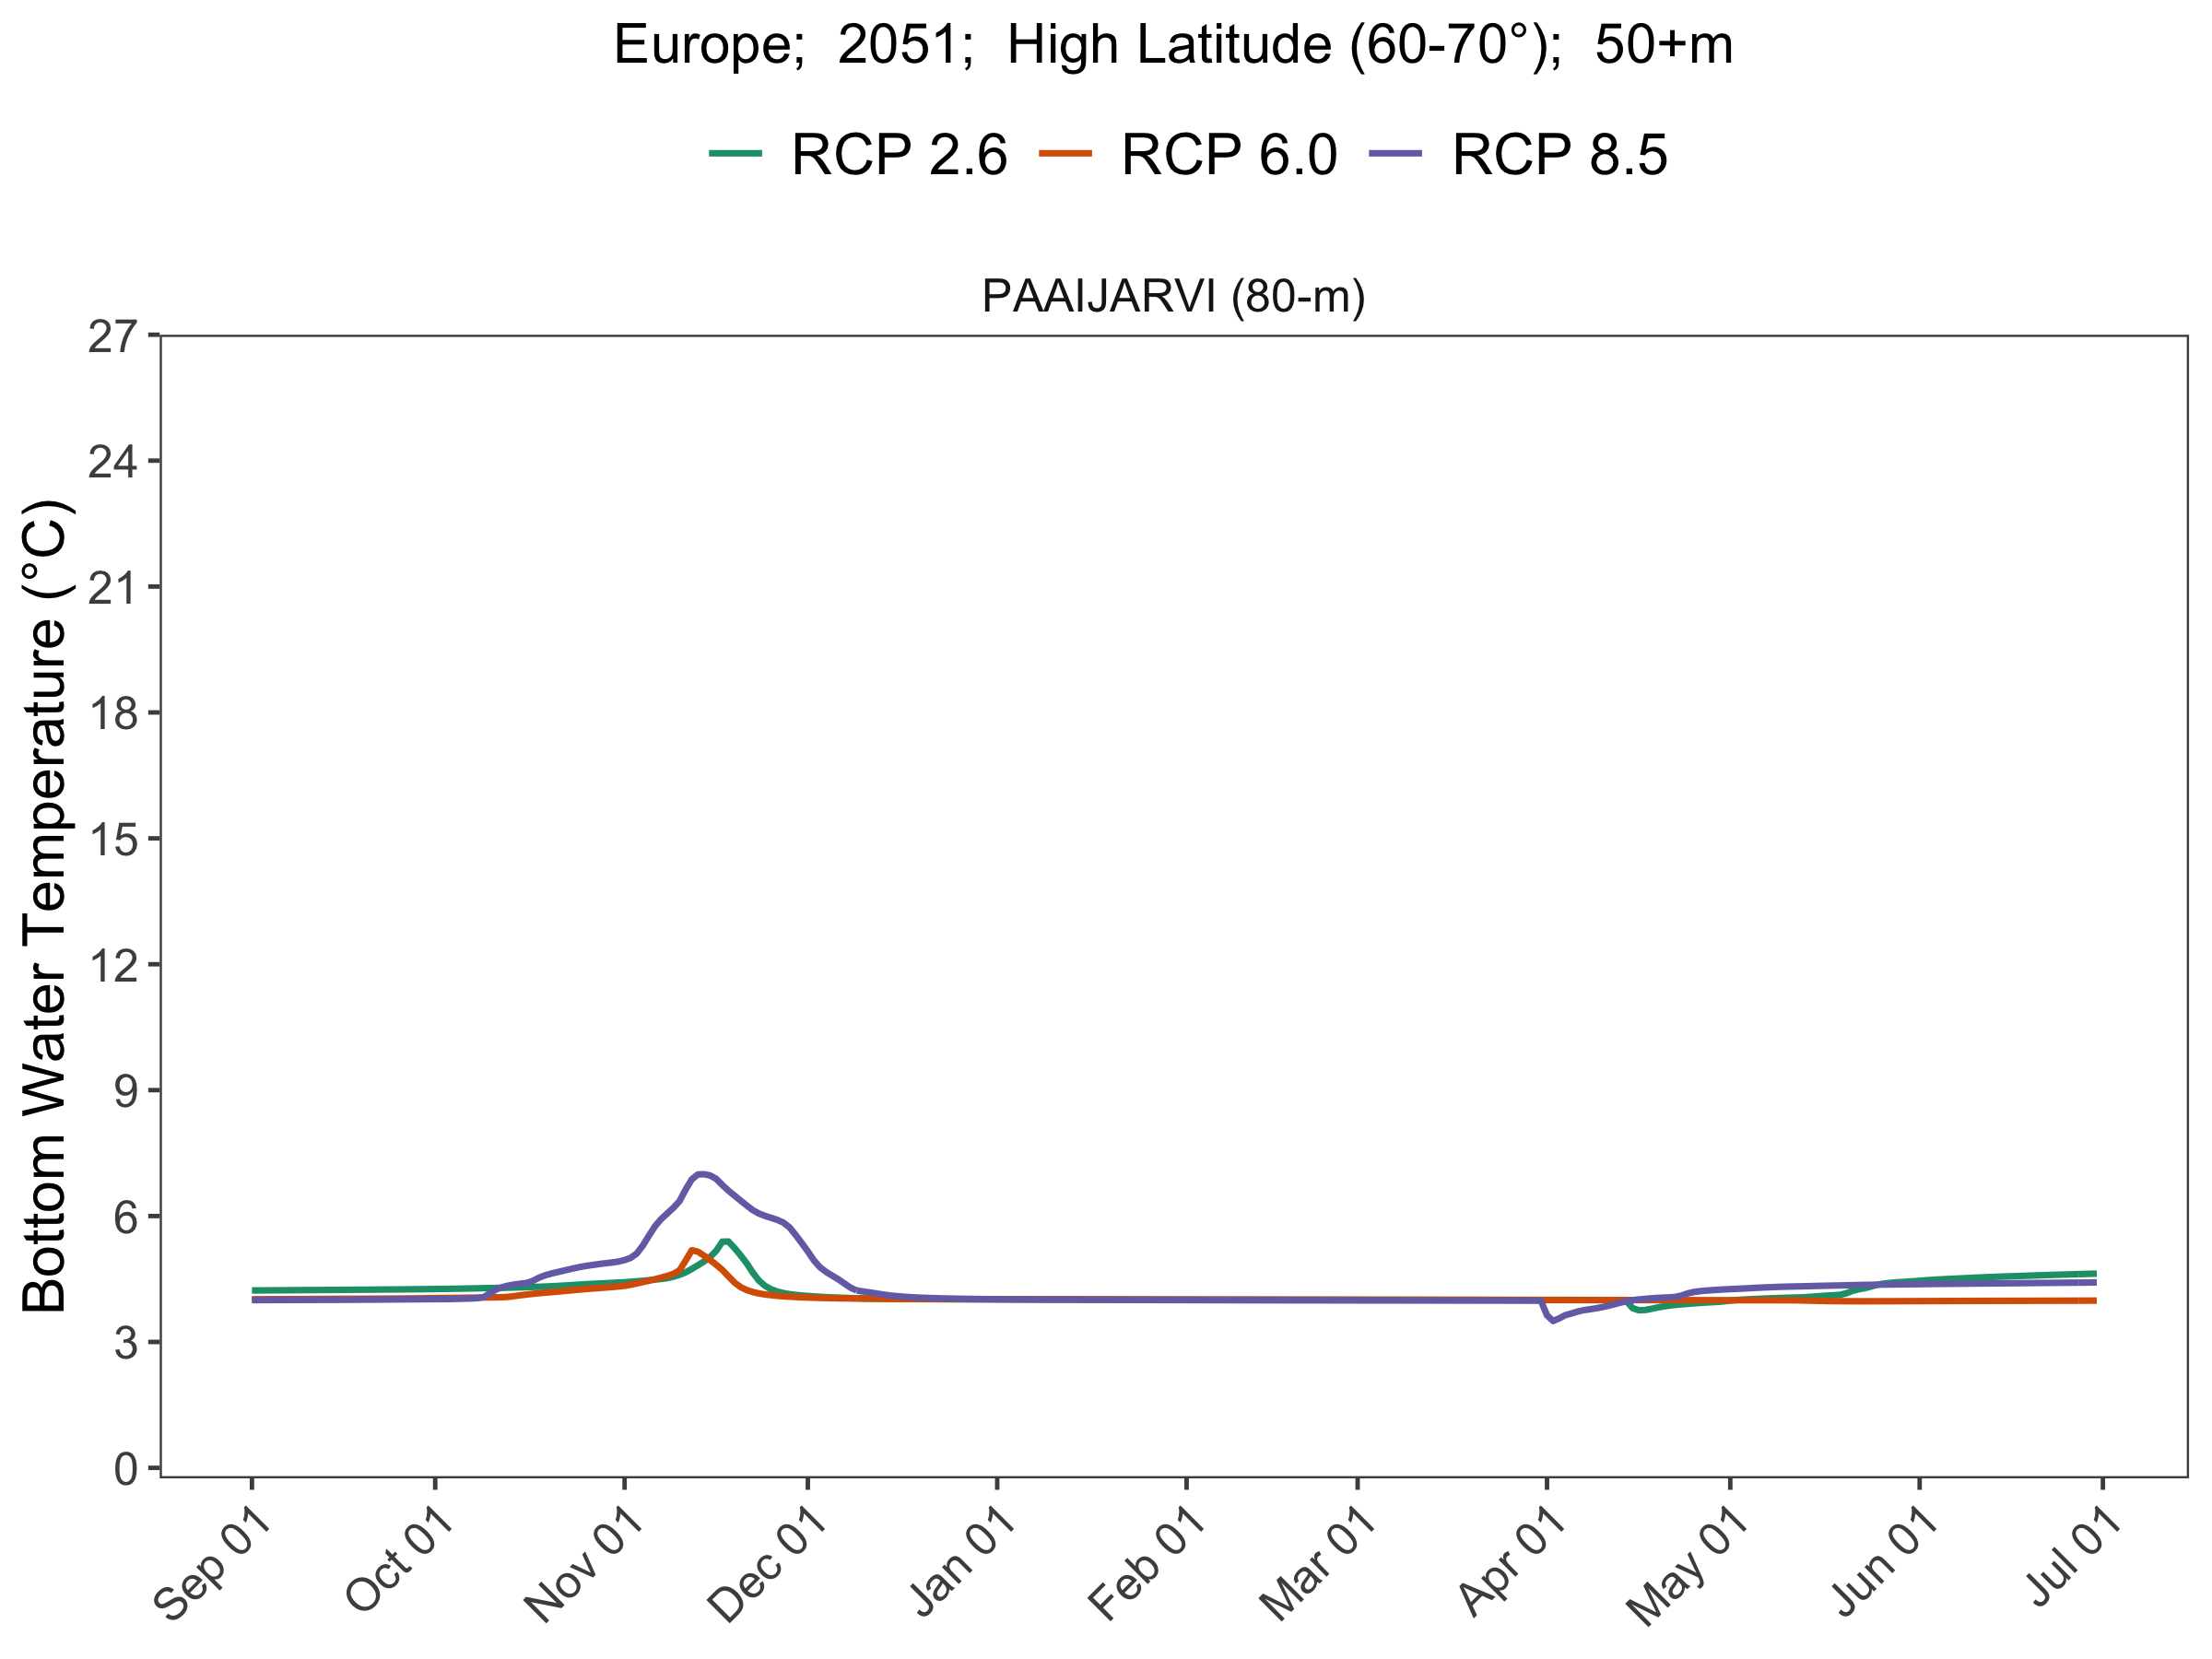 Europe;  2051;  High Latitude (60-70°);  50+m
RCP 2.6 RCP 6.0 RCP 8.5
PAAIJARVI (80-m)
Bottom Water Temperature (°C)
27
24
21
18
15
12
9
6
3
0
Sep 01 Oct 01 Nov 01 Dec 01 Jan 01 Feb 01 Mar 01 Apr 01 May 01 Jun 01 Jul 01